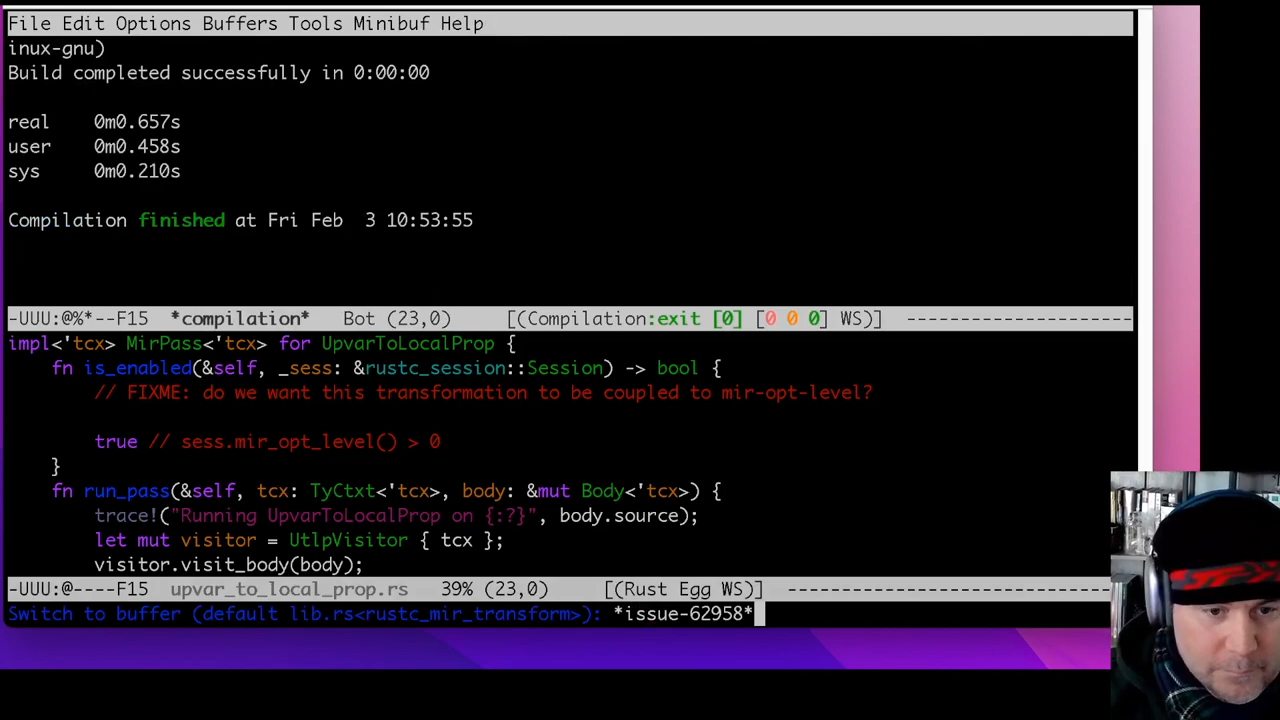 File Edit Options Buffers Tools Minibuf Help
inux-gnu)
Build completed successfully in 0:00:00
real    0m0.657s
user    0m0.458s
sys     0m0.210s
Compilation finished at Fri Feb  3 10:53:55
-UUU:@%*--F15  *compilation*   Bot (23,0)     [(Compilation:exit [0] [0 0 0] WS)]  ---------------------
impl<'tcx> MirPass<'tcx> for UpvarToLocalProp {
    fn is_enabled(&self, _sess: &rustc_session::Session) -> bool {
        // FIXME: do we want this transformation to be coupled to mir-opt-level?
        true // sess.mir_opt_level() > 0
    }
    fn run_pass(&self, tcx: TyCtxt<'tcx>, body: &mut Body<'tcx>) {
        trace!("Running UpvarToLocalProp on {:?}", body.source);
        let mut visitor = UtlpVisitor { tcx };
        visitor.visit_body(body);
-UUU:@----F15  upvar_to_local_prop.rs   39% (23,0)     [(Rust Egg WS)]  --------------------------------
Switch to buffer (default lib.rs<rustc_mir_transform>): *issue-62958*